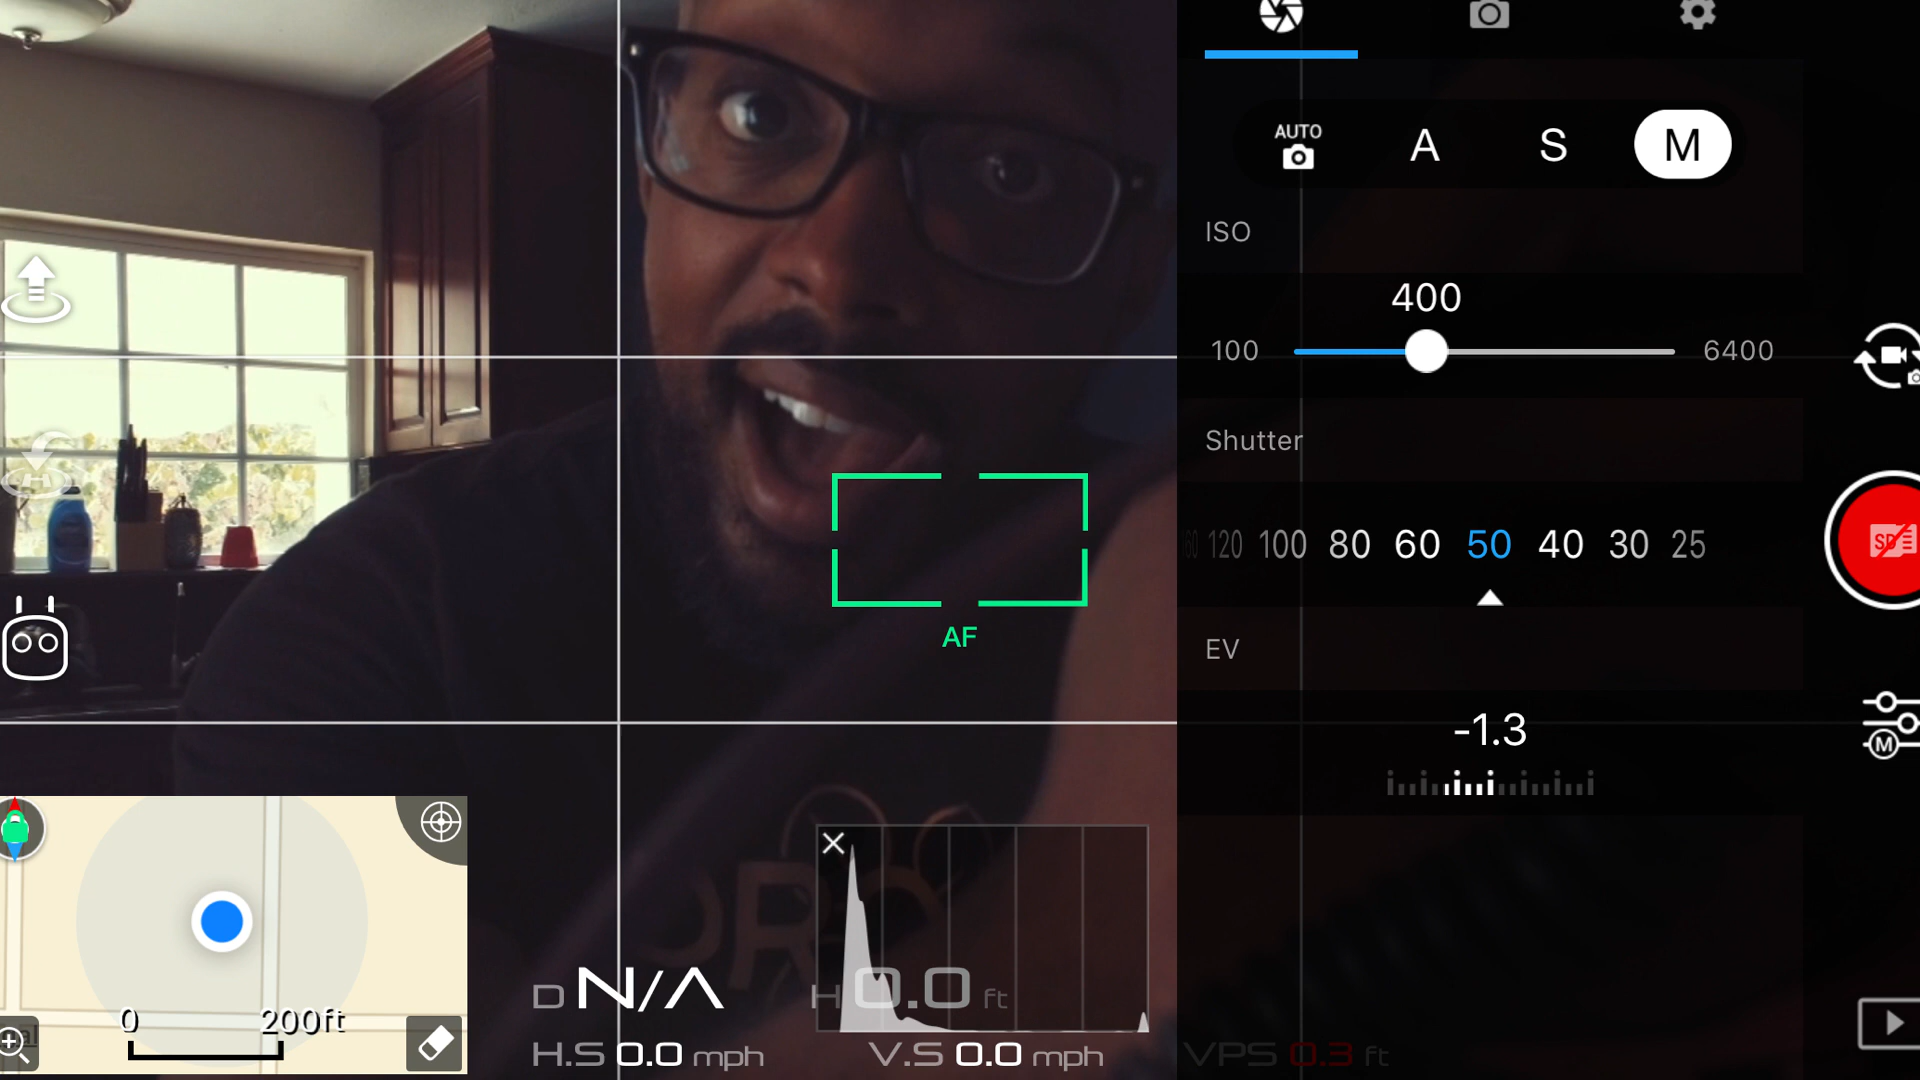 AUTO
A S M
ISO
400
100 6400
Shutter
120 100 80 60 50 40 30 25
SD
EV
-1.3
M
AF
H
0 200ft
D N/A
H 0.0 ft
H.S 0.0 mph
V.S 0.0 mph
VPS 0.3 ft